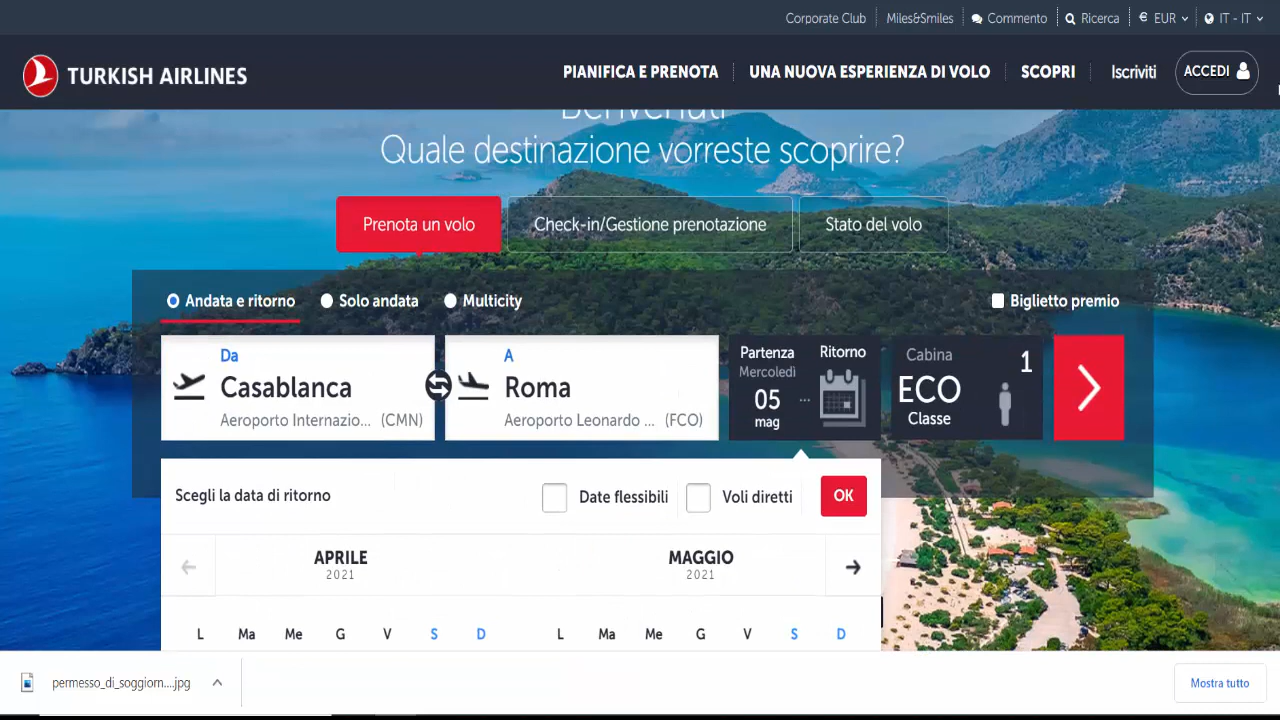 Corporate Club
Miles&Smiles
Commento
Ricerca
€ EUR
IT - IT
TURKISH AIRLINES
PIANIFICA E PRENOTA
UNA NUOVA ESPERIENZA DI VOLO
SCOPRI
Iscriviti
ACCEDI
Benvenuti
Quale destinazione vorreste scoprire?
Prenota un volo
Check-in/Gestione prenotazione
Stato del volo
Andata e ritorno
Solo andata
Multicity
Biglietto premio
Da
Casablanca
Aeroporto Internazio... (CMN)
A
Roma
Aeroporto Leonardo ... (FCO)
Partenza
Mercoledì
05
mag
...
Ritorno
Cabina
ECO
Classe
1
Scegli la data di ritorno
Date flessibili
Voli diretti
OK
APRILE
2021
MAGGIO
2021
L Ma Me G V S D
L Ma Me G V S D
permesso_di_soggiorn....jpg
Mostra tutto